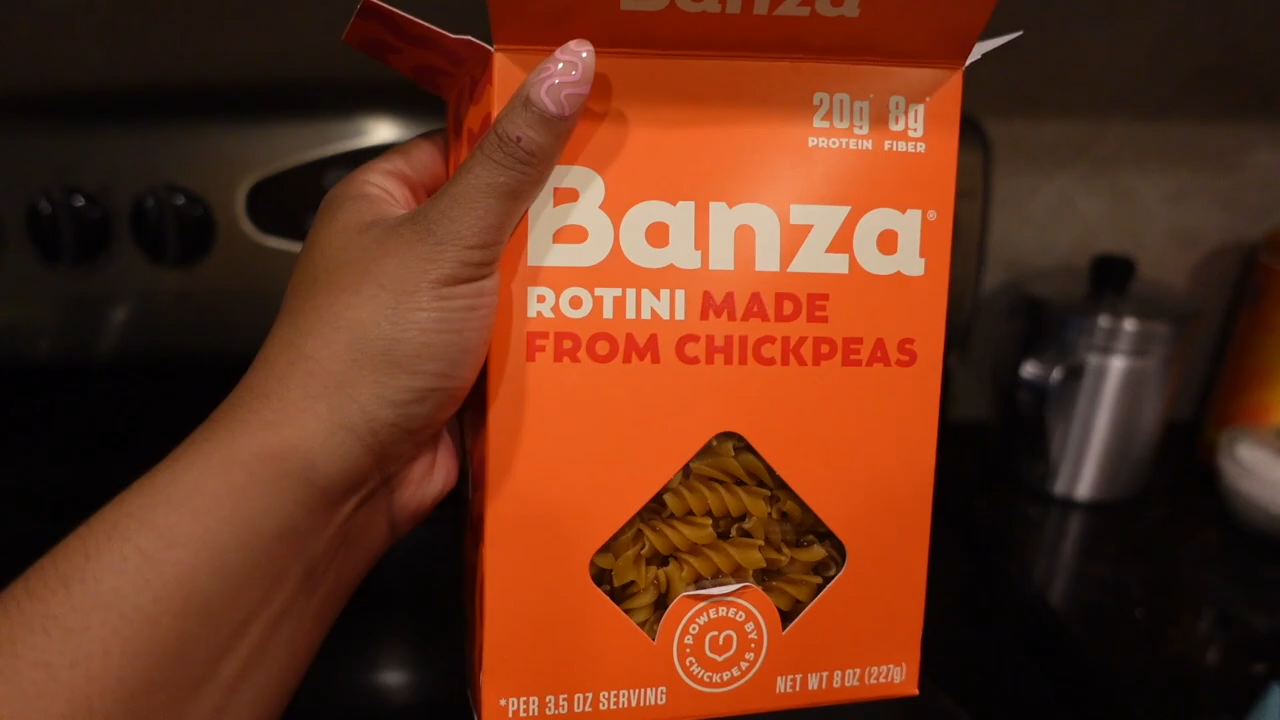 Banza
20g* 8g*
PROTEIN FIBER
Banza®
ROTINI MADE
FROM CHICKPEAS
POWERED BY
CHICKPEAS
*PER 3.5 OZ SERVING
NET WT 8 OZ (227g)